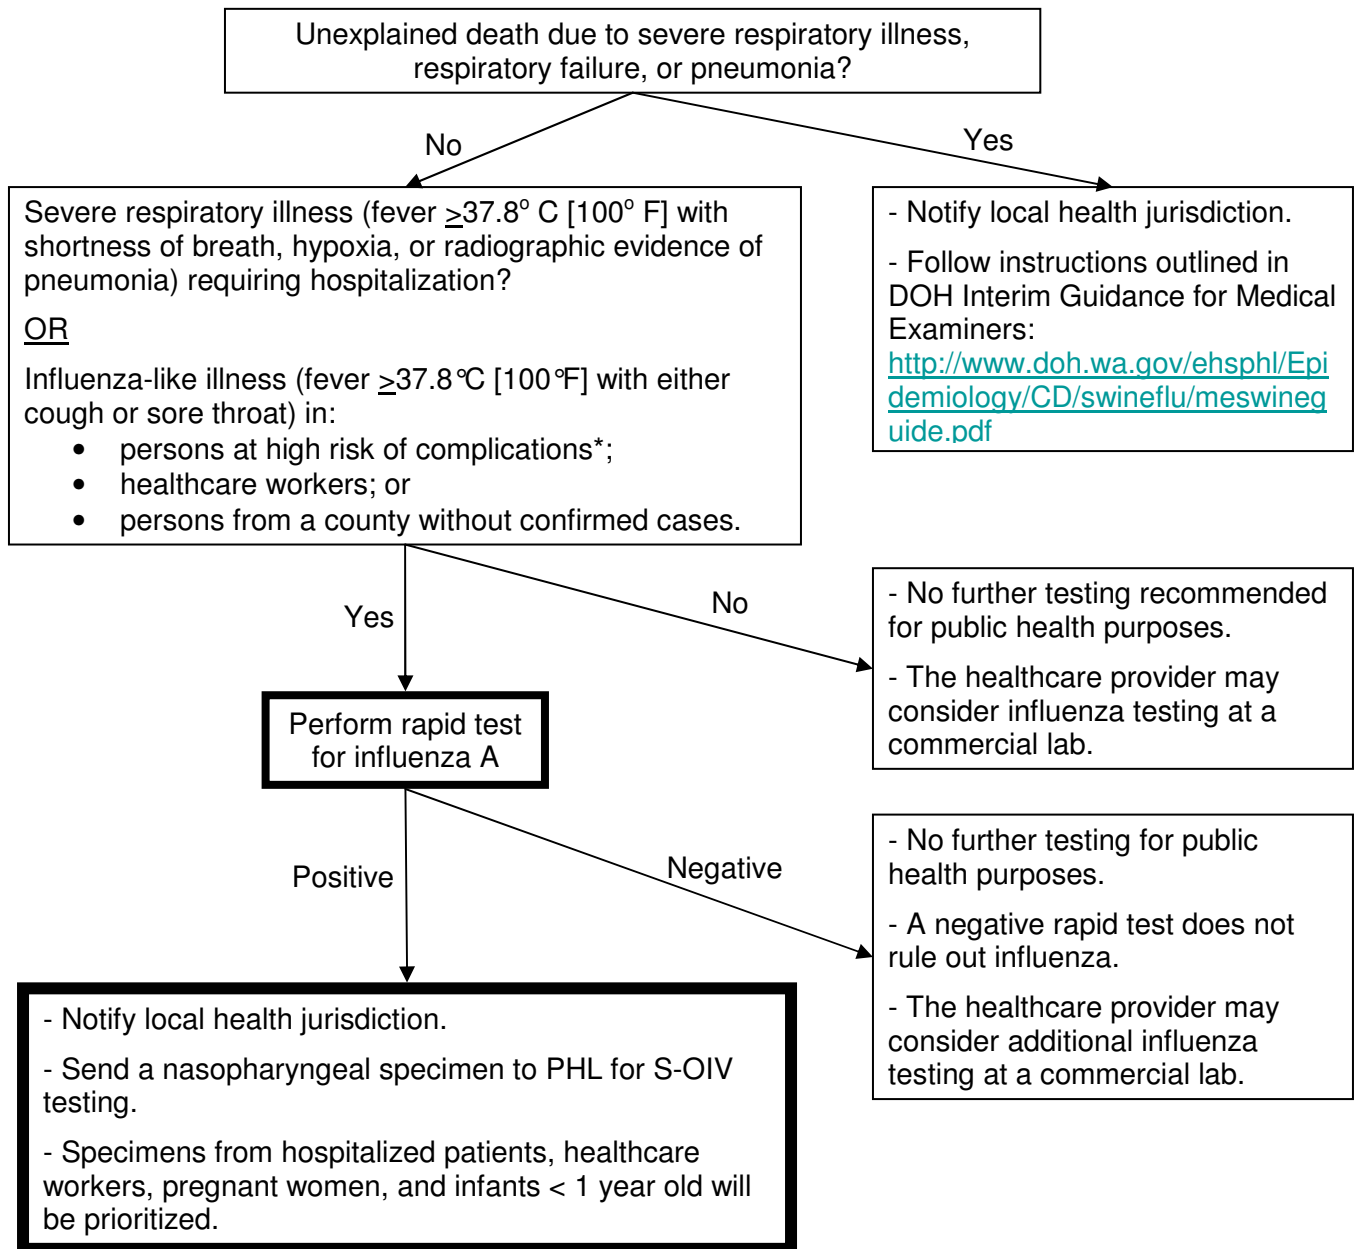 Unexplained death due to severe respiratory illness,
respiratory failure, or pneumonia?
No
Yes
Severe respiratory illness (fever ≥37.8° C [100° F] with
shortness of breath, hypoxia, or radiographic evidence of
pneumonia) requiring hospitalization?
OR
Influenza-like illness (fever ≥37.8°C [100°F] with either
cough or sore throat) in:
• persons at high risk of complications*;
• healthcare workers; or
• persons from a county without confirmed cases.
- Notify local health jurisdiction.
- Follow instructions outlined in
DOH Interim Guidance for Medical
Examiners:
http://www.doh.wa.gov/ehsphl/Epi
demiology/CD/swineflu/meswineg
uide.pdf
Yes
No
- No further testing recommended
for public health purposes.
- The healthcare provider may
consider influenza testing at a
commercial lab.
Perform rapid test
for influenza A
Positive
Negative
- No further testing for public
health purposes.
- A negative rapid test does not
rule out influenza.
- The healthcare provider may
consider additional influenza
testing at a commercial lab.
- Notify local health jurisdiction.
- Send a nasopharyngeal specimen to PHL for S-OIV
testing.
- Specimens from hospitalized patients, healthcare
workers, pregnant women, and infants < 1 year old will
be prioritized.